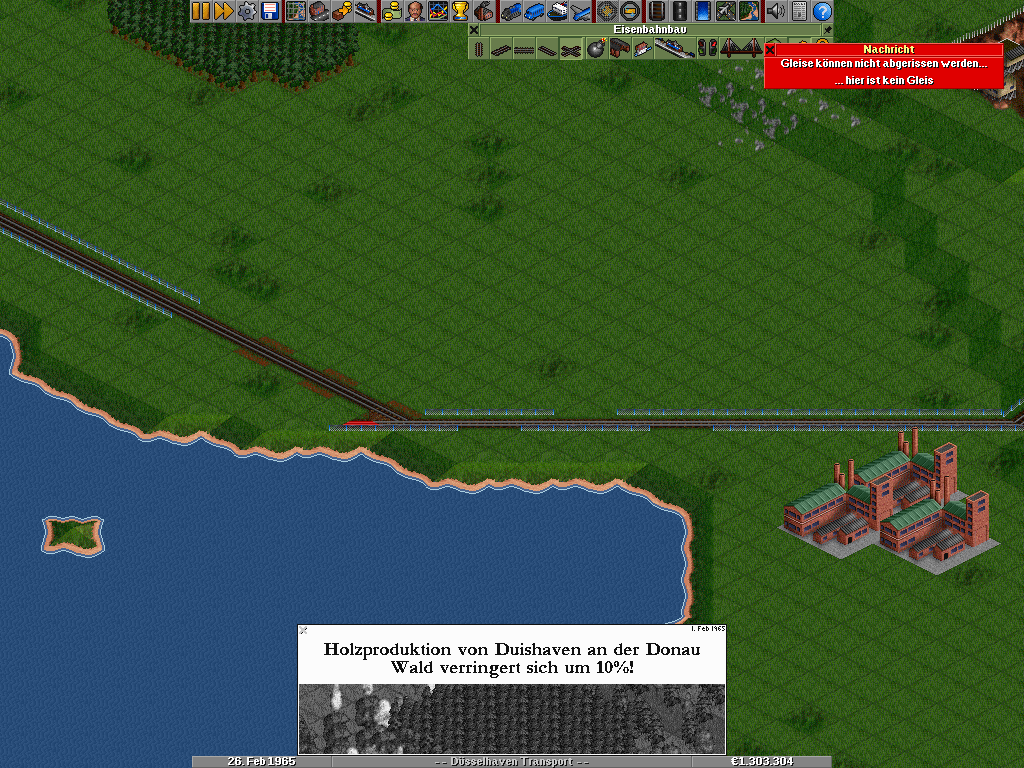 Eisenbahnbau
Nachricht
Gleise können nicht abgerissen werden...
... hier ist kein Gleis
1. Feb 1965
Holzproduktion von Duishaven an der Donau
Wald verringert sich um 10%!
26. Feb 1965
-- Düsselhaven Transport --
€1.303.304